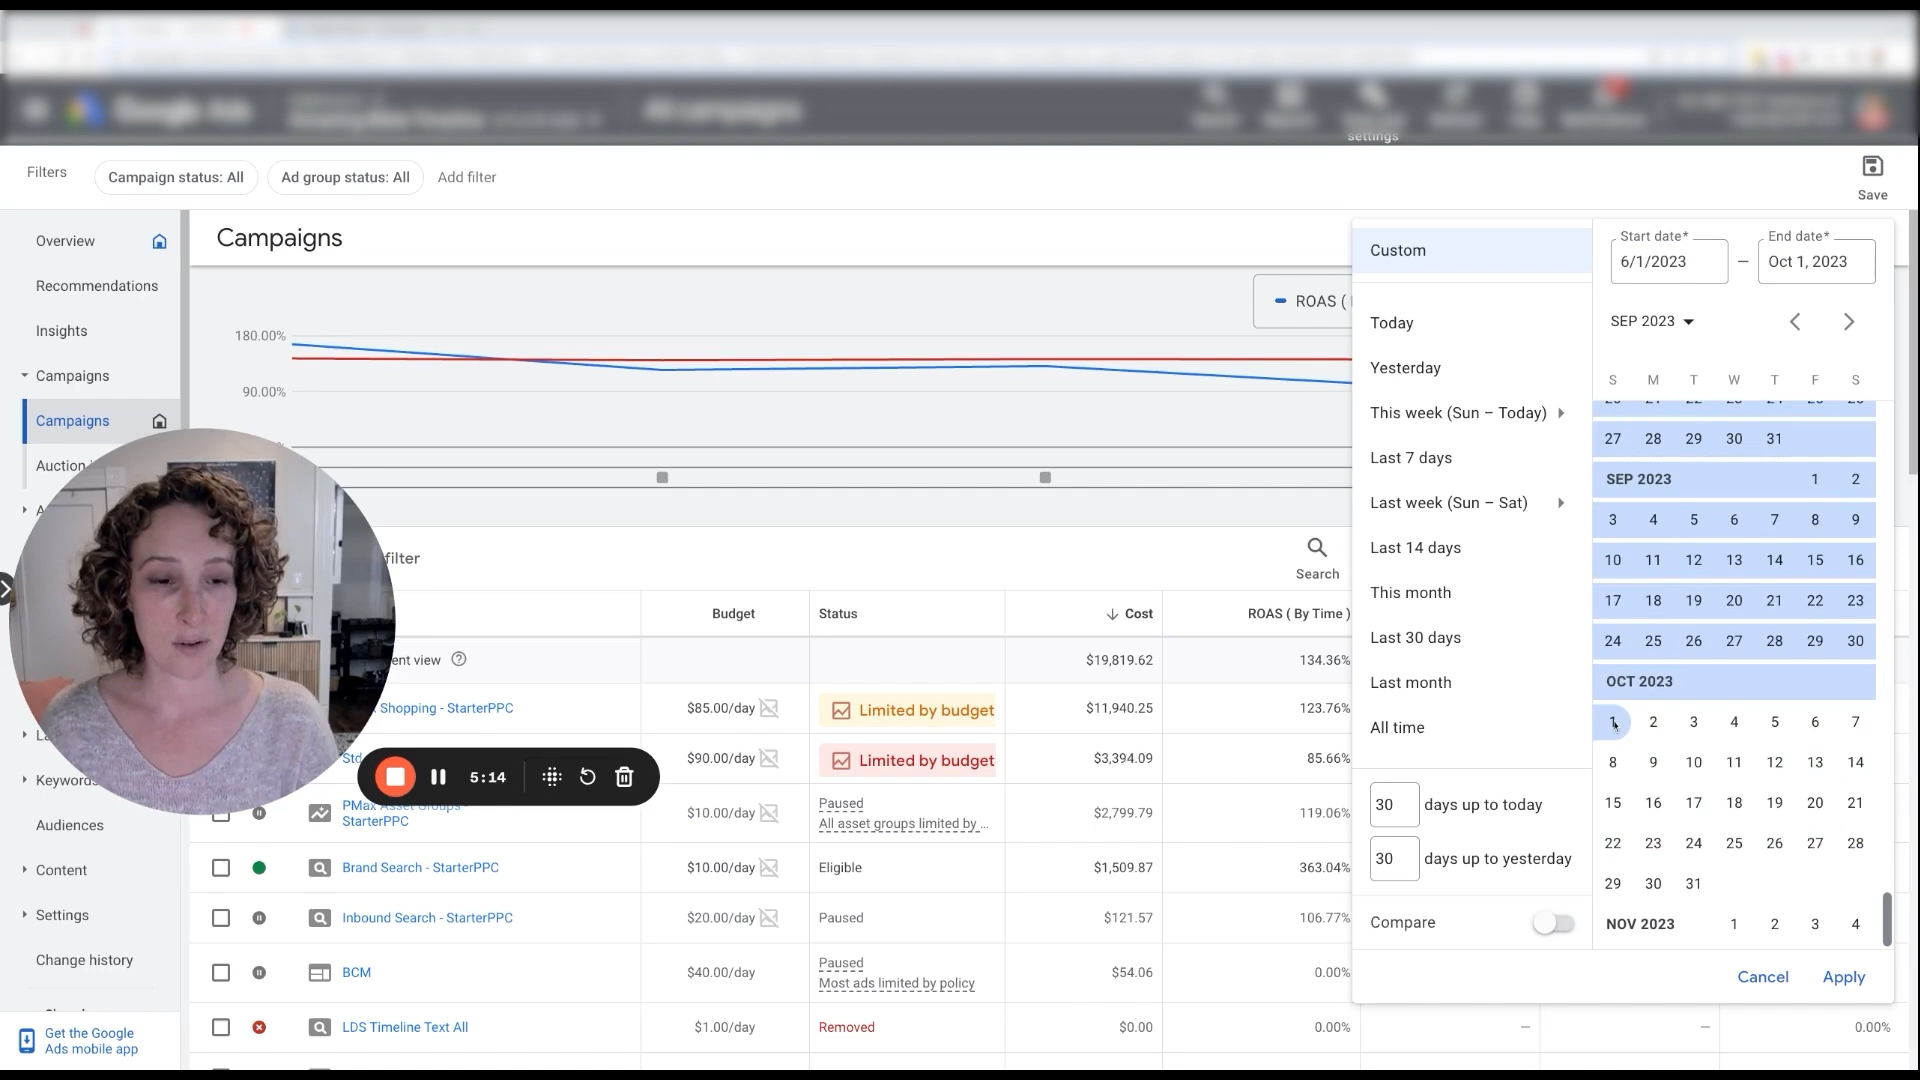 settings
Filters
Campaign status: All
Ad group status: All
Add filter
Save
Overview
Recommendations
Insights
Campaigns
Campaigns
Auction
Keywords
Audiences
Content
Settings
Change history
Get the Google
Ads mobile app
Campaigns
ROAS (
180.00%
90.00%
filter
Search
Budget
Status
Cost
ROAS ( By Time )
ent view
$19,819.62
134.36%
Shopping - StarterPPC
$85.00/day
Limited by budget
$11,940.25
123.76%
Std
$90.00/day
Limited by budget
$3,394.09
85.66%
5:14
PMax Asset Groups -
StarterPPC
$10.00/day
Paused
All asset groups limited by ...
$2,799.79
119.06%
Brand Search - StarterPPC
$10.00/day
Eligible
$1,509.87
363.04%
Inbound Search - StarterPPC
$20.00/day
Paused
$121.57
106.77%
BCM
$40.00/day
Paused
Most ads limited by policy
$54.06
0.00%
LDS Timeline Text All
$1.00/day
Removed
$0.00
0.00%
—
—
0.00%
Custom
Today
Yesterday
This week (Sun – Today)
Last 7 days
Last week (Sun – Sat)
Last 14 days
This month
Last 30 days
Last month
All time
30 days up to today
30 days up to yesterday
Compare
Start date*
6/1/2023
–
End date*
Oct 1, 2023
SEP 2023
S M T W T F S
27 28 29 30 31
SEP 2023 1 2
3 4 5 6 7 8 9
10 11 12 13 14 15 16
17 18 19 20 21 22 23
24 25 26 27 28 29 30
OCT 2023
1 2 3 4 5 6 7
8 9 10 11 12 13 14
15 16 17 18 19 20 21
22 23 24 25 26 27 28
29 30 31
NOV 2023 1 2 3 4
Cancel
Apply